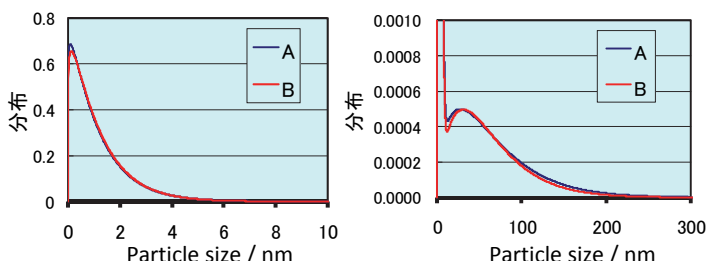 0.8
0.6
0.4
0.2
0
分布
A
B
0 2 4 6 8 10
Particle size / nm
0.0010
0.0008
0.0006
0.0004
0.0002
0.0000
分布
A
B
0 100 200 300
Particle size / nm